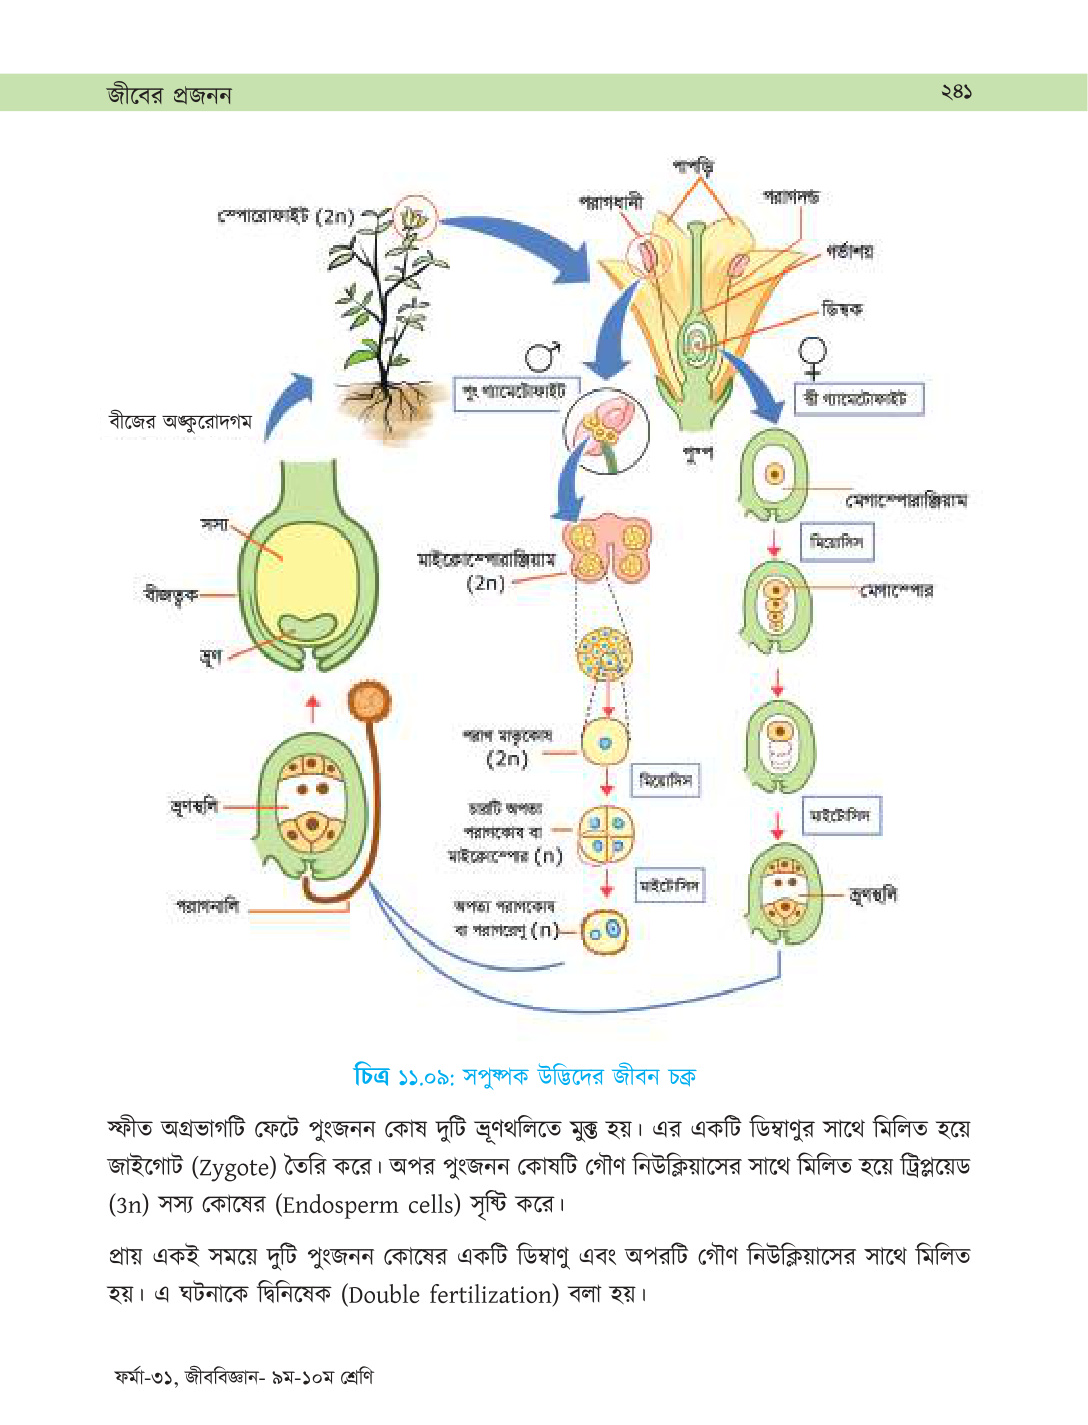 জীবের প্রজনন
২৪১
পাপড়ি
পরাগধানী
পরাগদন্ড
স্পোরোফাইট (2n)
গর্ভাশয়
ডিম্বক
পুং গ্যামেটোফাইট
স্ত্রী গ্যামেটোফাইট
বীজের অঙ্কুরোদগম
পুষ্প
মেগাস্পোরাঞ্জিয়াম
সস্য
মিয়োসিস
মাইক্রোস্পোরাঞ্জিয়াম
(2n)
বীজত্বক
মেগাস্পোর
ভ্রূণ
পরাগ মাতৃকোষ
(2n)
মিয়োসিস
ভ্রূণথলি
চারটি অপত্য
পরাগকোষ বা
মাইক্রোস্পোর (n)
মাইটোসিস
মাইটোসিস
ভ্রূণথলি
পরাগনালি
অপত্য পরাগকোষ
বা পরাগরেণু (n)
চিত্র ১১.০৯: সপুষ্পক উদ্ভিদের জীবন চক্র
স্ফীত অগ্রভাগটি ফেটে পুংজনন কোষ দুটি ভ্রূণথলিতে মুক্ত হয়। এর একটি ডিম্বাণুর সাথে মিলিত হয়ে
জাইগোট (Zygote) তৈরি করে। অপর পুংজনন কোষটি গৌণ নিউক্লিয়াসের সাথে মিলিত হয়ে ট্রিপ্লয়েড
(3n) সস্য কোষের (Endosperm cells) সৃষ্টি করে।
প্রায় একই সময়ে দুটি পুংজনন কোষের একটি ডিম্বাণু এবং অপরটি গৌণ নিউক্লিয়াসের সাথে মিলিত
হয়। এ ঘটনাকে দ্বিনিষেক (Double fertilization) বলা হয়।
ফর্মা-৩১, জীববিজ্ঞান- ৯ম-১০ম শ্রেণি